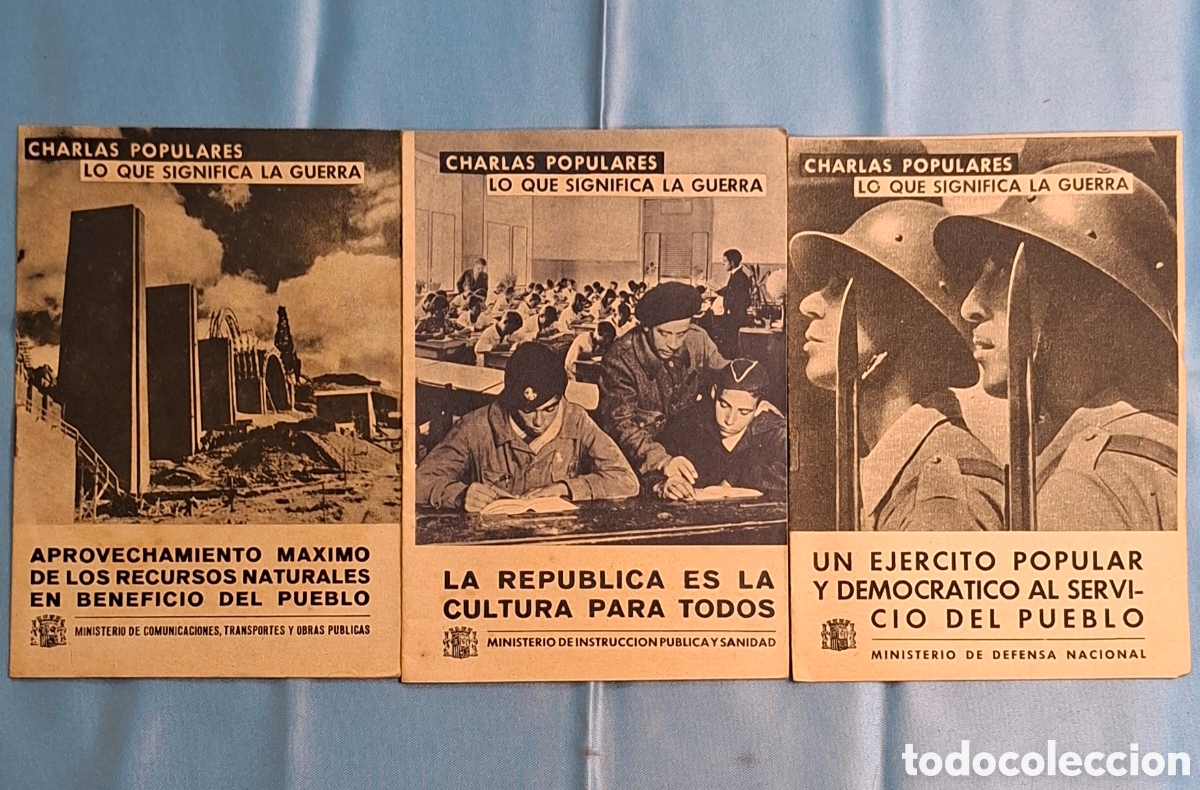 CHARLAS POPULARES
LO QUE SIGNIFICA LA GUERRA
APROVECHAMIENTO MAXIMO
DE LOS RECURSOS NATURALES
EN BENEFICIO DEL PUEBLO
MINISTERIO DE COMUNICACIONES, TRANSPORTES Y OBRAS PUBLICAS
CHARLAS POPULARES
LO QUE SIGNIFICA LA GUERRA
LA REPUBLICA ES LA
CULTURA PARA TODOS
MINISTERIO DE INSTRUCCION PUBLICA Y SANIDAD
CHARLAS POPULARES
LO QUE SIGNIFICA LA GUERRA
UN EJERCITO POPULAR
Y DEMOCRATICO AL SERVI-
CIO DEL PUEBLO
MINISTERIO DE DEFENSA NACIONAL
todocoleccion